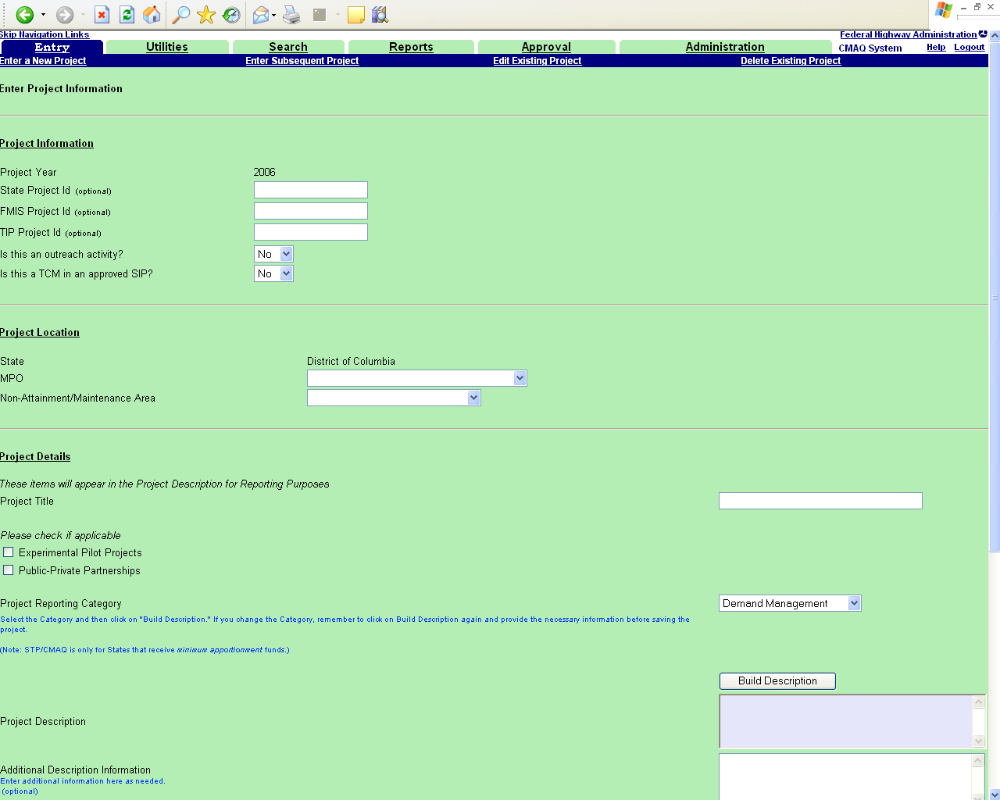 Skip Navigation Links
Federal Highway Administration
Entry Utilities Search Reports Approval Administration
CMAQ System Help Logout
Enter a New Project Enter Subsequent Project Edit Existing Project Delete Existing Project
Enter Project Information
Project Information
Project Year 2006
State Project Id (optional)
FMIS Project Id (optional)
TIP Project Id (optional)
Is this an outreach activity? No
Is this a TCM in an approved SIP? No
Project Location
State District of Columbia
MPO
Non-Attainment/Maintenance Area
Project Details
These items will appear in the Project Description for Reporting Purposes
Project Title
Please check if applicable
Experimental Pilot Projects
Public-Private Partnerships
Project Reporting Category Demand Management
Select the Category and then click on "Build Description." If you change the Category, remember to click on Build Description again and provide the necessary information before saving the
project.
(Note: STP/CMAQ is only for States that receive minimum apportionment funds.)
Build Description
Project Description
Additional Description Information
Enter additional information here as needed.
(optional)